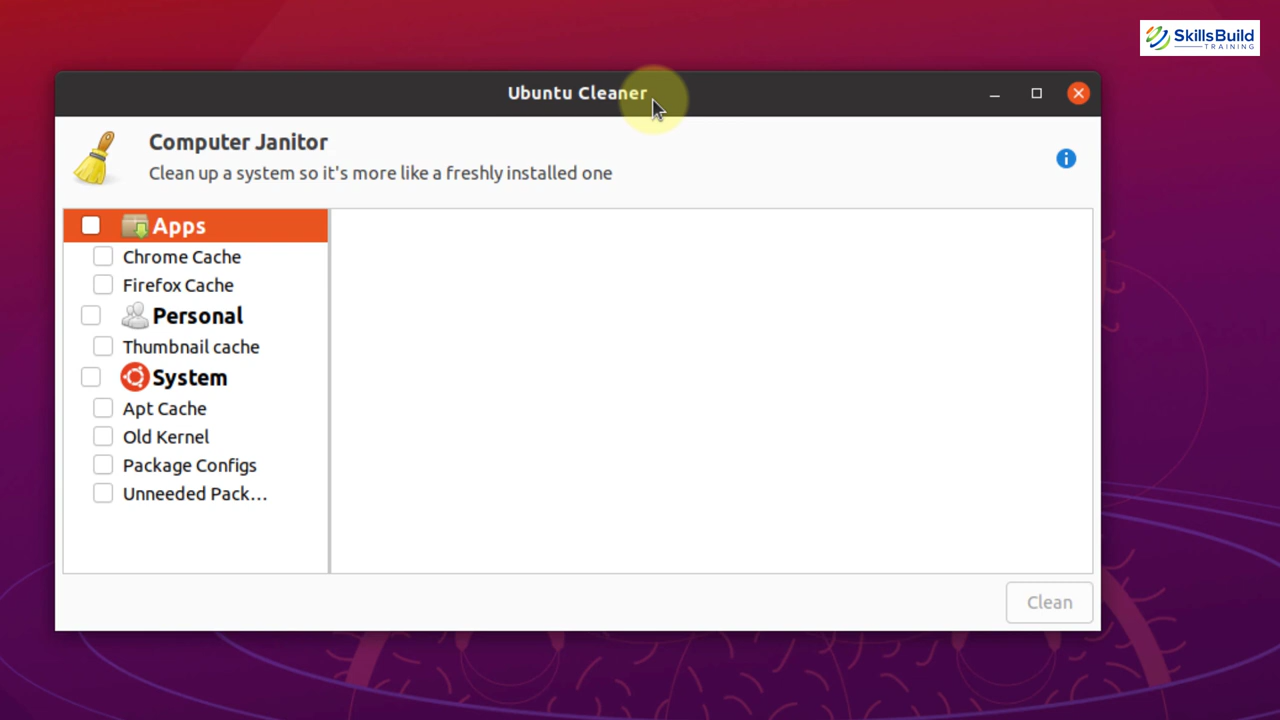 SkillsBuild
TRAINING
Ubuntu Cleaner
Computer Janitor
Clean up a system so it's more like a freshly installed one
Apps
Chrome Cache
Firefox Cache
Personal
Thumbnail cache
System
Apt Cache
Old Kernel
Package Configs
Unneeded Pack...
Clean